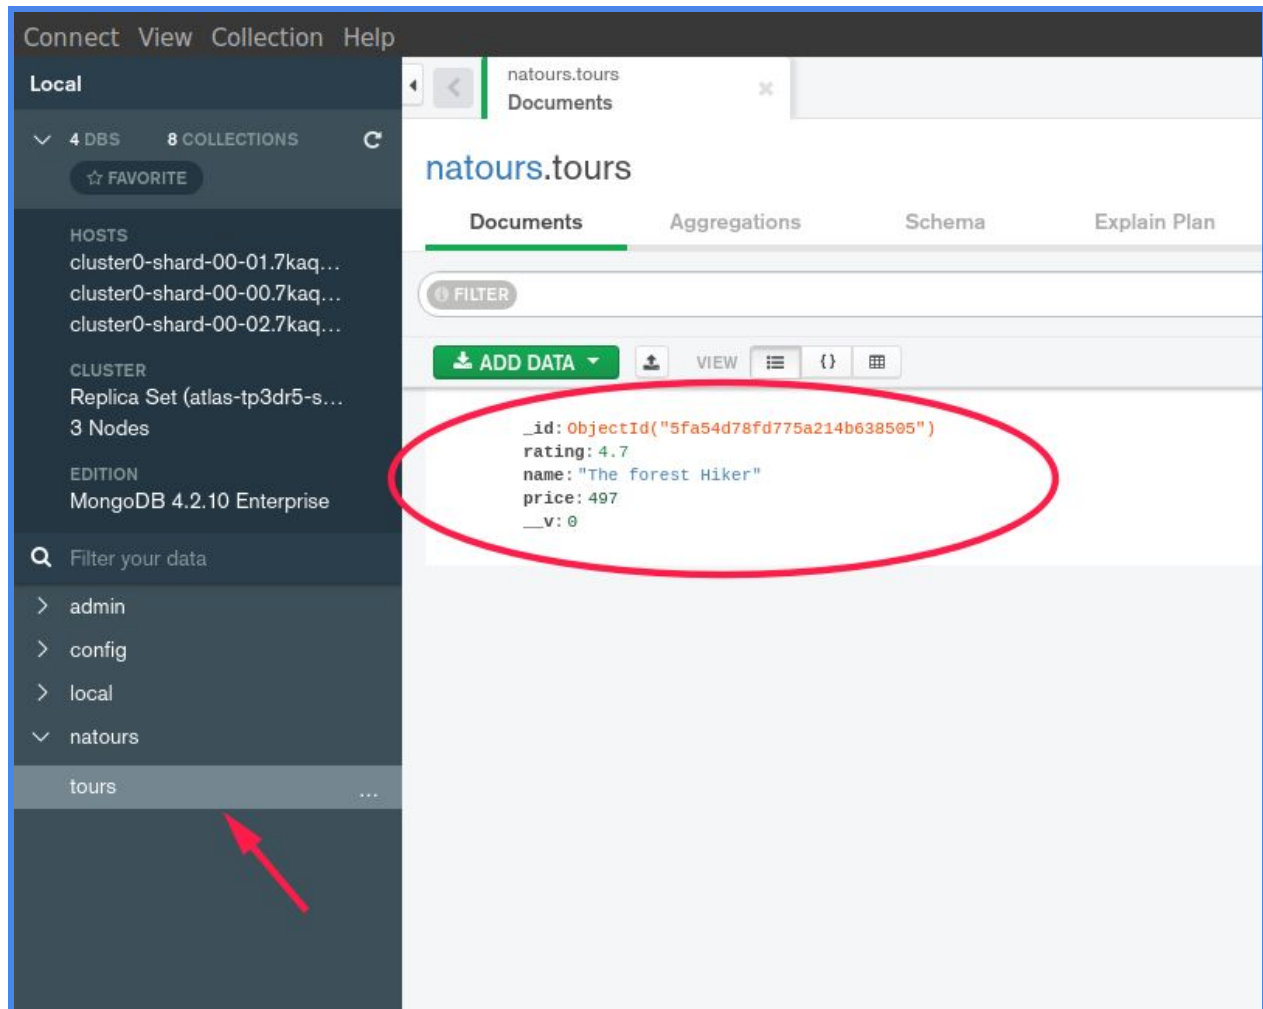 Connect View Collection Help
Local
natours.tours
Documents
4 DBS 8 COLLECTIONS
FAVORITE
natours.tours
Documents Aggregations Schema Explain Plan
HOSTS
cluster0-shard-00-01.7kaq...
cluster0-shard-00-00.7kaq...
cluster0-shard-00-02.7kaq...
FILTER
ADD DATA VIEW {}
CLUSTER
Replica Set (atlas-tp3dr5-s...
3 Nodes
EDITION
MongoDB 4.2.10 Enterprise
_id: ObjectId("5fa54d78fd775a214b638505")
rating: 4.7
name: "The forest Hiker"
price: 497
__v: 0
Filter your data
admin
config
local
natours
tours ...